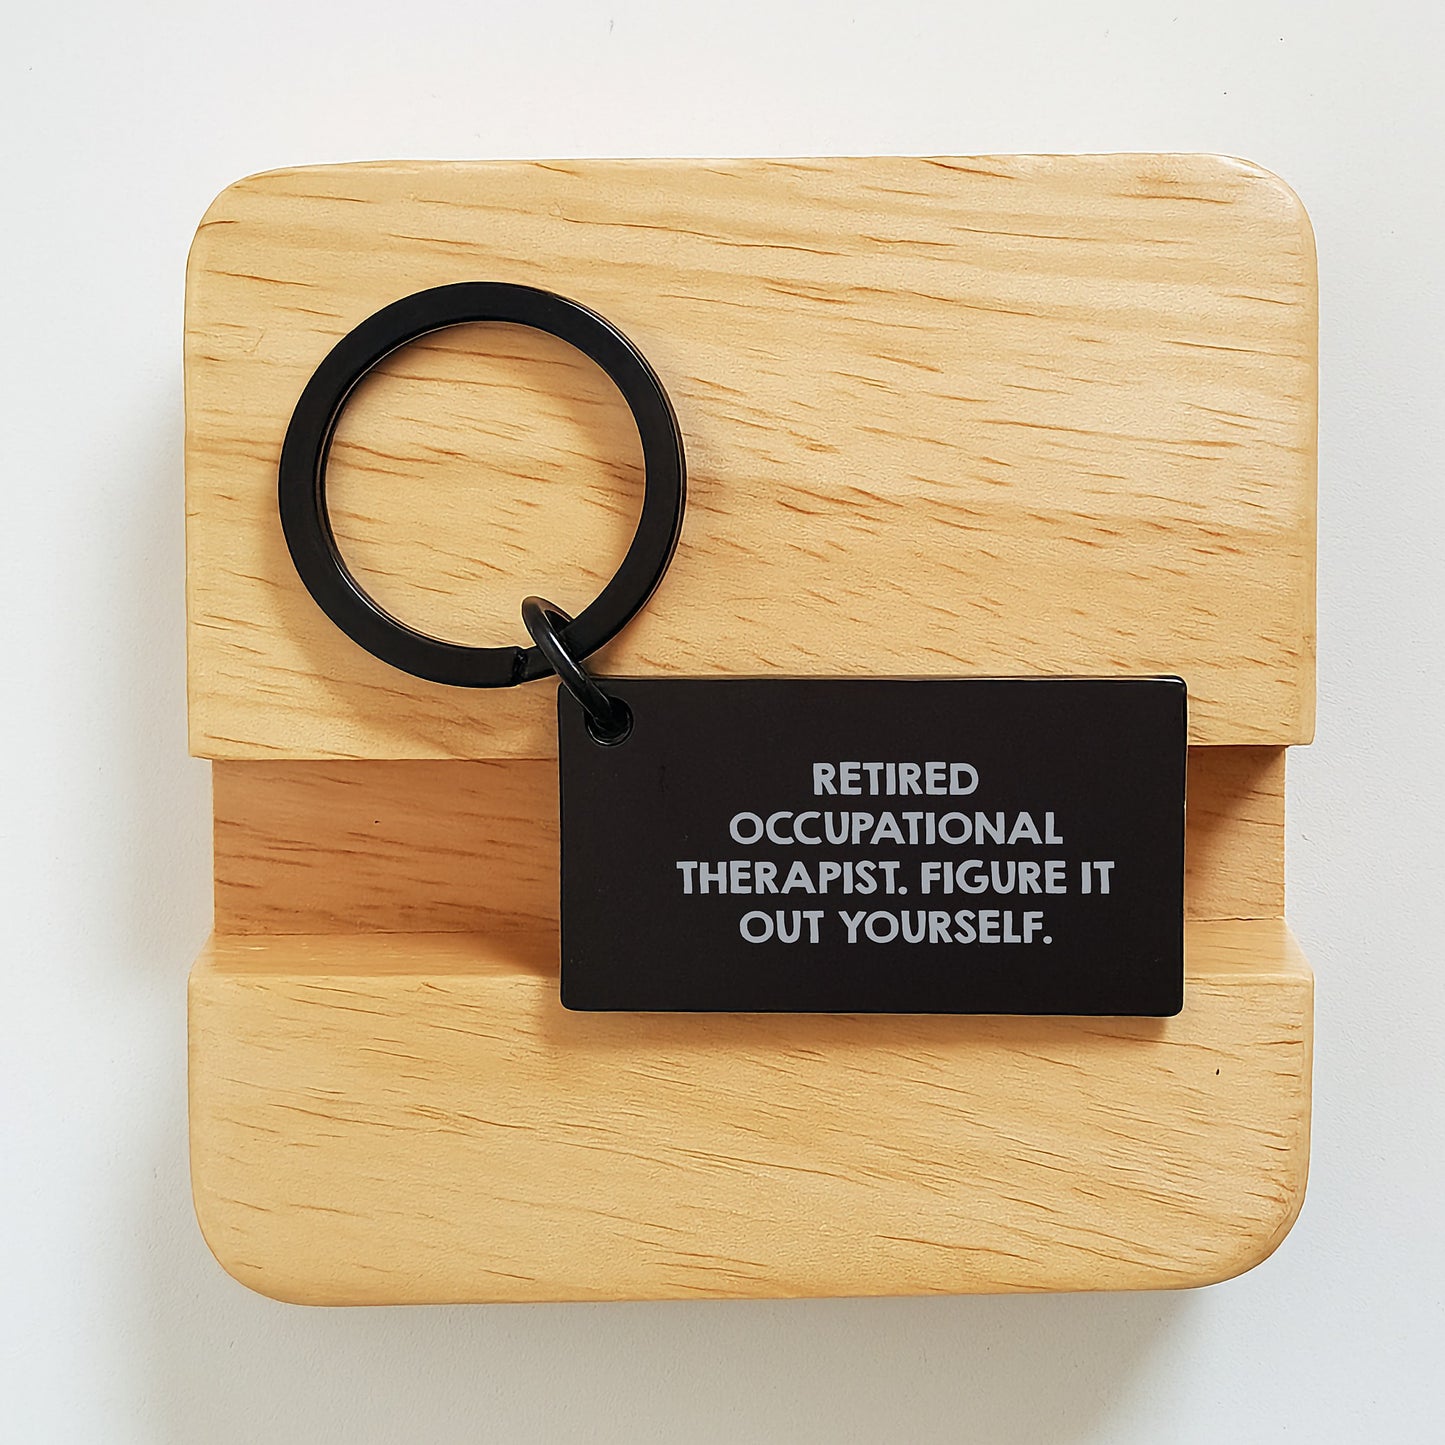 RETIRED
OCCUPATIONAL
THERAPIST. FIGURE IT
OUT YOURSELF.